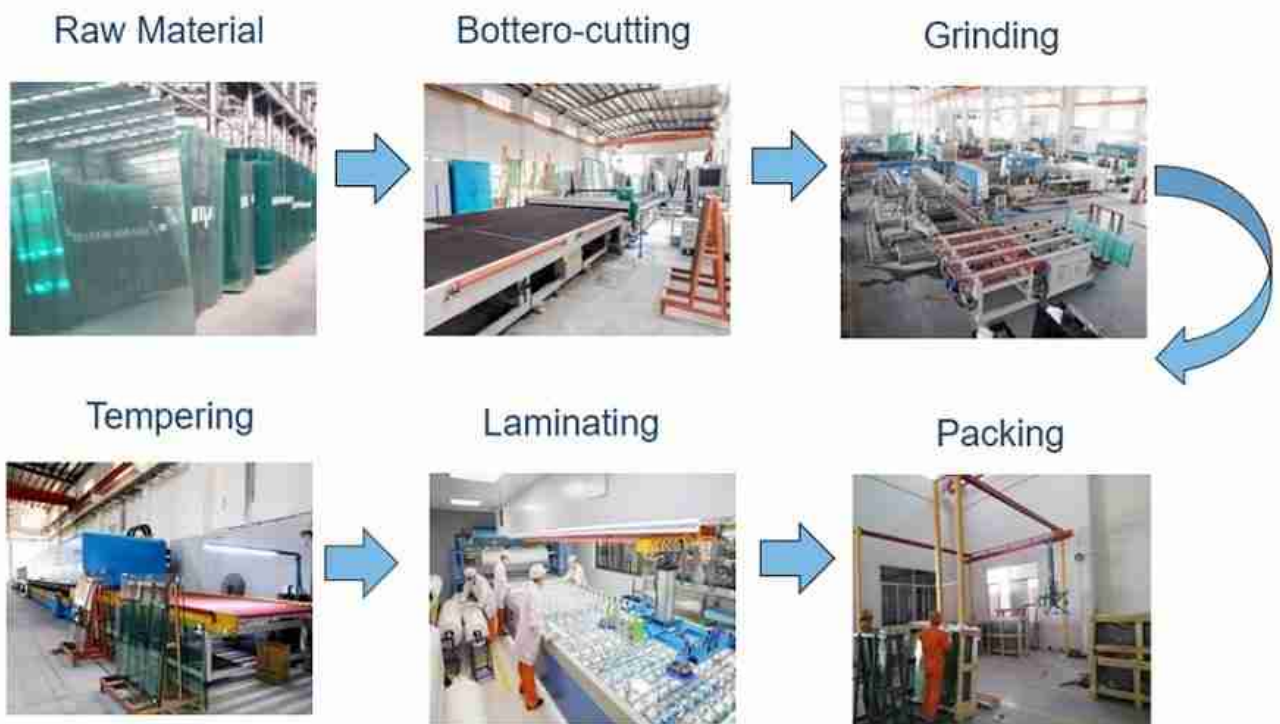 Raw Material
Bottero-cutting
Grinding
Tempering
Laminating
Packing